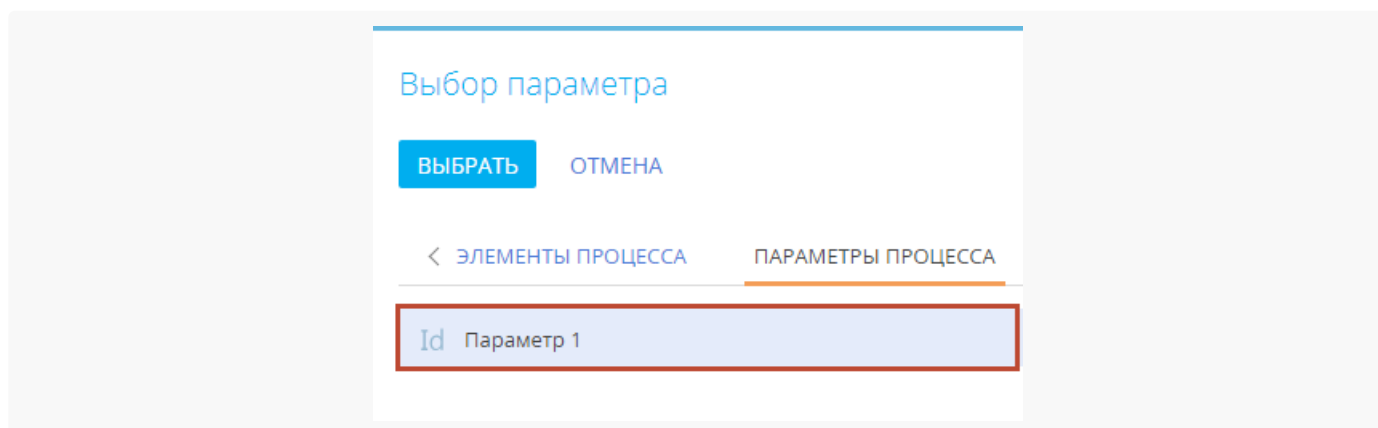 Выбор параметра
ВЫБРАТЬ ОТМЕНА
ЭЛЕМЕНТЫ ПРОЦЕССА ПАРАМЕТРЫ ПРОЦЕССА
Id Параметр 1